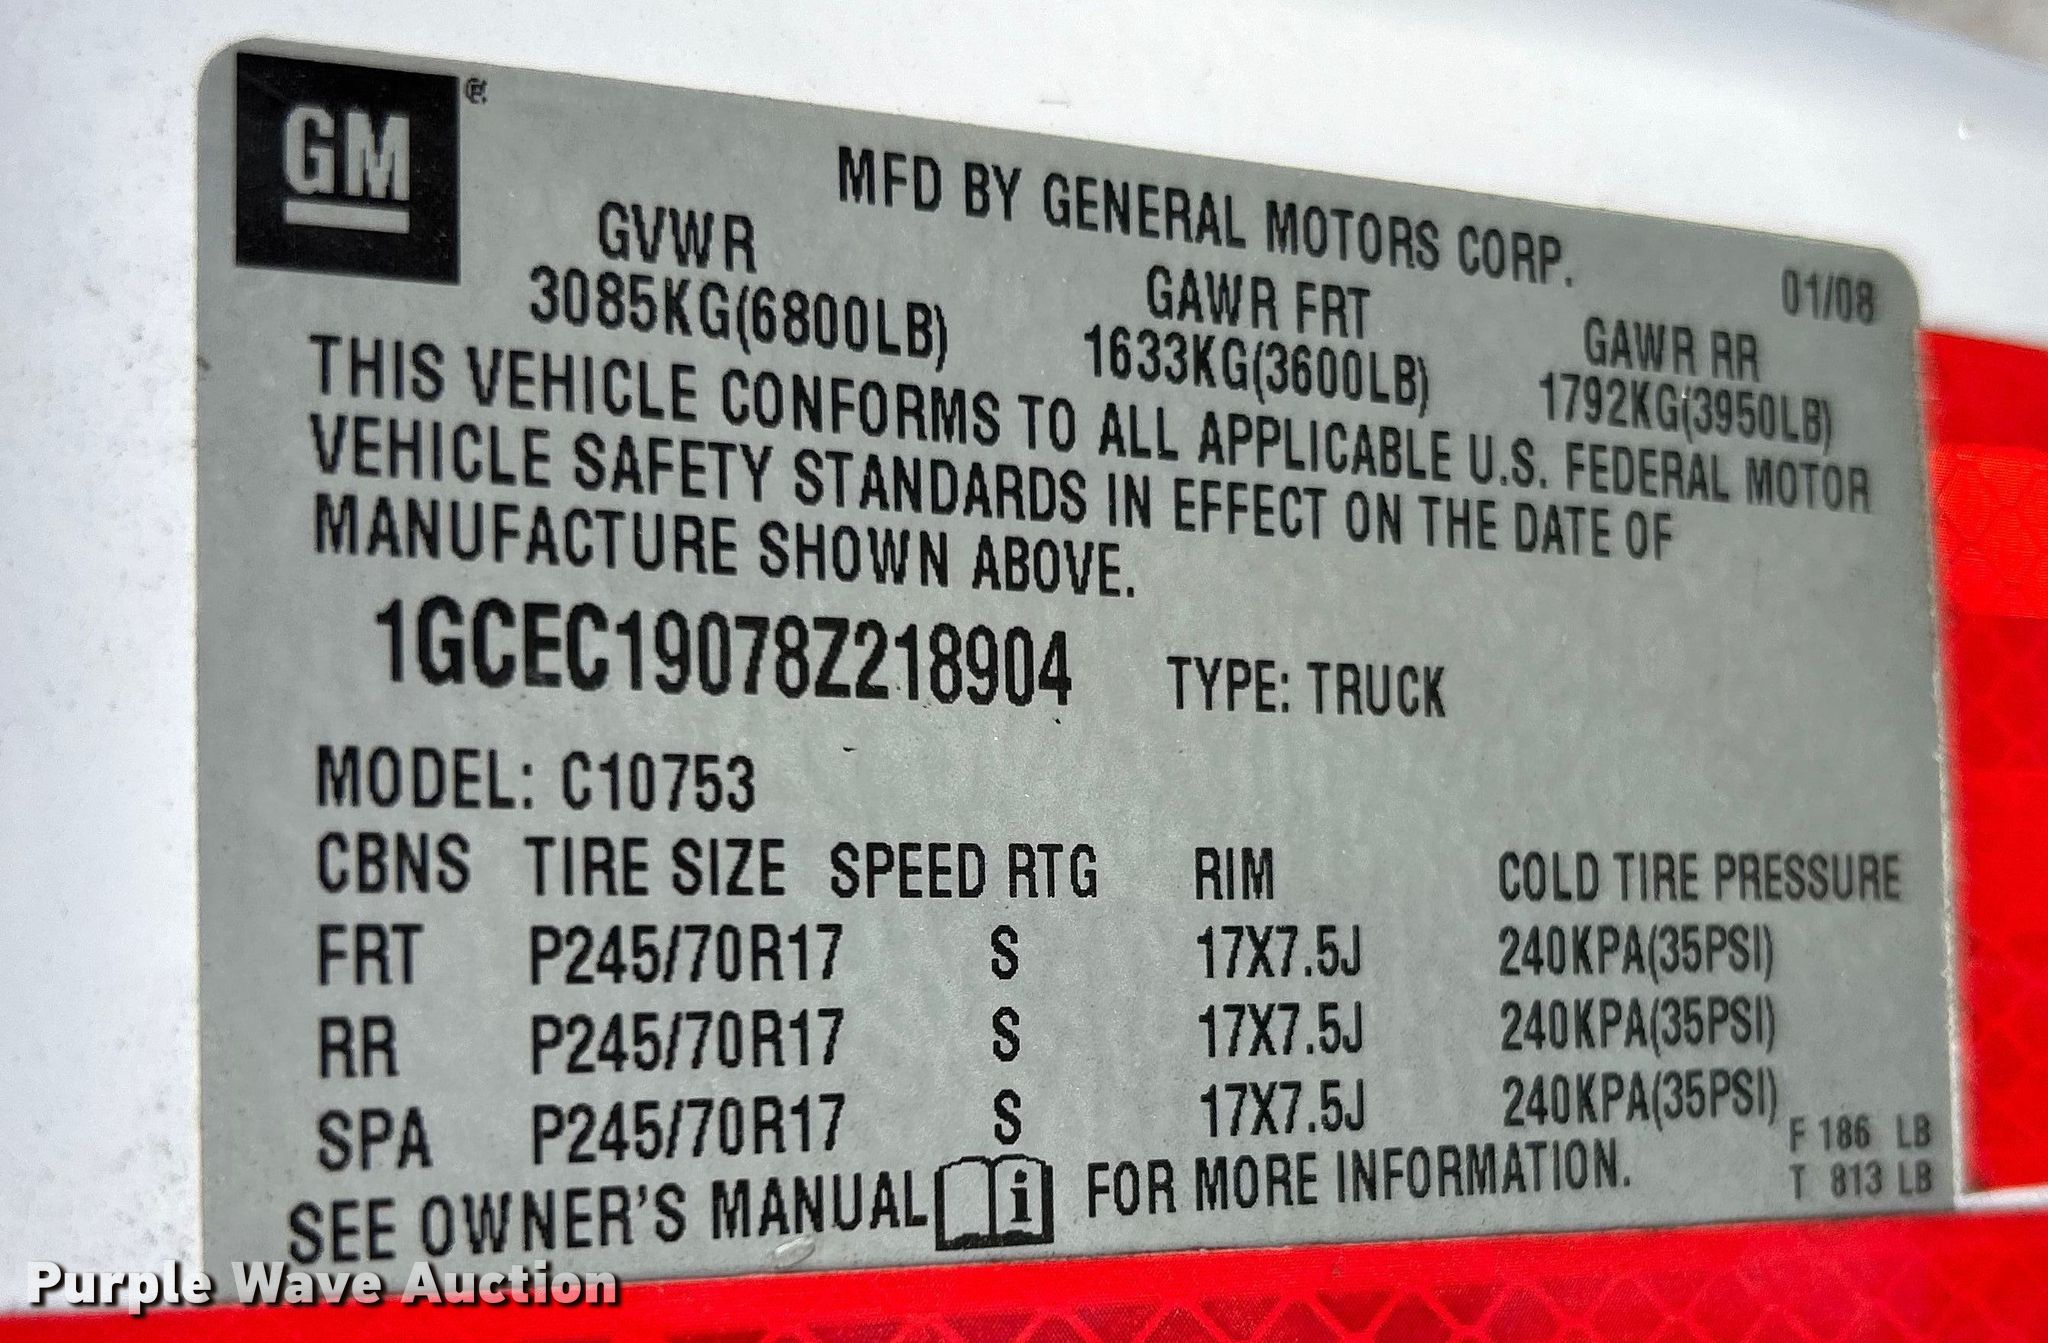 GM
MFD BY GENERAL MOTORS CORP.
01/08
GVWR GAWR FRT GAWR RR
3085KG(6800LB) 1633KG(3600LB) 1792KG(3950LB)
THIS VEHICLE CONFORMS TO ALL APPLICABLE U.S. FEDERAL MOTOR
VEHICLE SAFETY STANDARDS IN EFFECT ON THE DATE OF
MANUFACTURE SHOWN ABOVE.
1GCEC19078Z218904 TYPE: TRUCK
MODEL: C10753
CBNS TIRE SIZE SPEED RTG RIM COLD TIRE PRESSURE
FRT P245/70R17 S 17X7.5J 240KPA(35PSI)
RR P245/70R17 S 17X7.5J 240KPA(35PSI)
SPA P245/70R17 S 17X7.5J 240KPA(35PSI)
F 186 LB
T 813 LB
SEE OWNER'S MANUAL i FOR MORE INFORMATION.
Purple Wave Auction